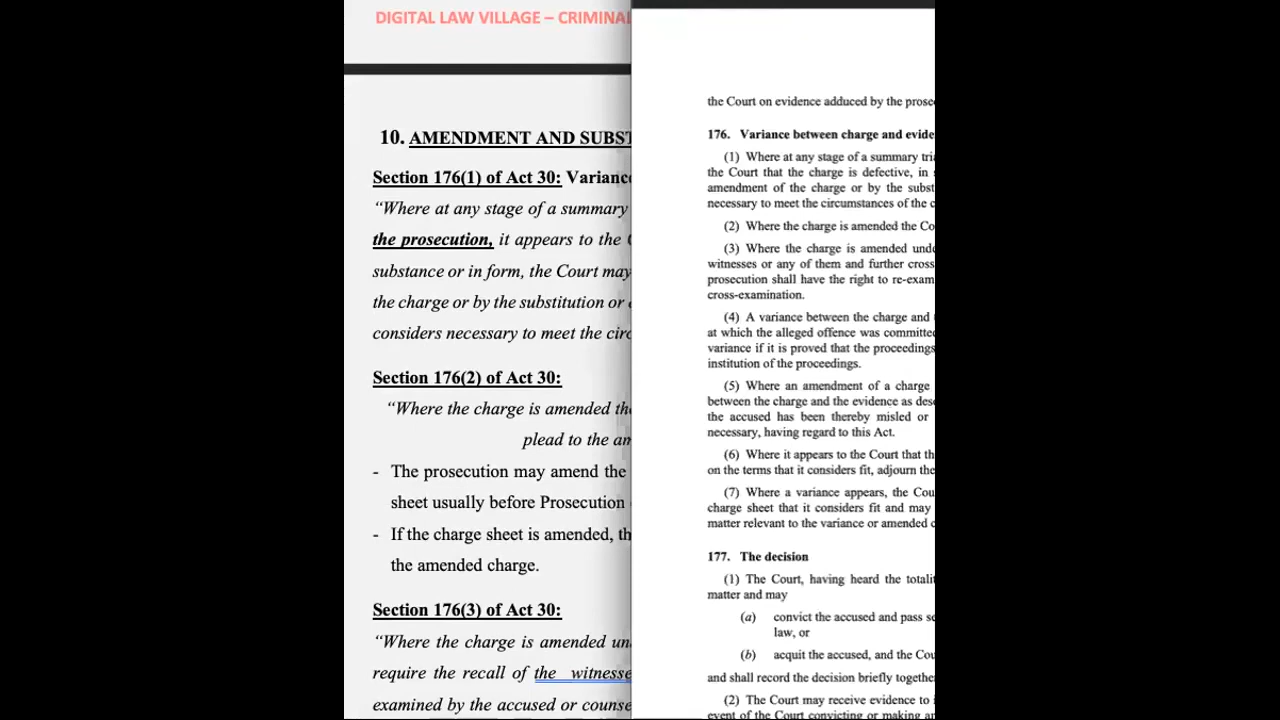 DIGITAL LAW VILLAGE – CRIMINAL
10. AMENDMENT AND SUBST
Section 176(1) of Act 30: Variance
“Where at any stage of a summary
the prosecution, it appears to the
substance or in form, the Court may
the charge or by the substitution or
considers necessary to meet the circ
Section 176(2) of Act 30:
“Where the charge is amended the
plead to the am
- The prosecution may amend the
sheet usually before Prosecution
- If the charge sheet is amended, th
the amended charge.
Section 176(3) of Act 30:
“Where the charge is amended un
require the recall of the witnesse
examined by the accused or counse
the Court on evidence adduced by the prose
176. Variance between charge and evide
(1) Where at any stage of a summary tri
the Court that the charge is defective, in
amendment of the charge or by the subst
necessary to meet the circumstances of the c
(2) Where the charge is amended the Co
(3) Where the charge is amended unde
witnesses or any of them and further cross
prosecution shall have the right to re-exam
cross-examination.
(4) A variance between the charge and
at which the alleged offence was committed
variance if it is proved that the proceedings
institution of the proceedings.
(5) Where an amendment of a charge
between the charge and the evidence as des
the accused has been thereby misled or
necessary, having regard to this Act.
(6) Where it appears to the Court that th
on the terms that it considers fit, adjourn the
(7) Where a variance appears, the Cou
charge sheet that it considers fit and may
matter relevant to the variance or amended c
177. The decision
(1) The Court, having heard the totalit
matter and may
(a) convict the accused and pass se
law, or
(b) acquit the accused, and the Cou
and shall record the decision briefly togethe
(2) The Court may receive evidence to i
event of the Court convicting or making an